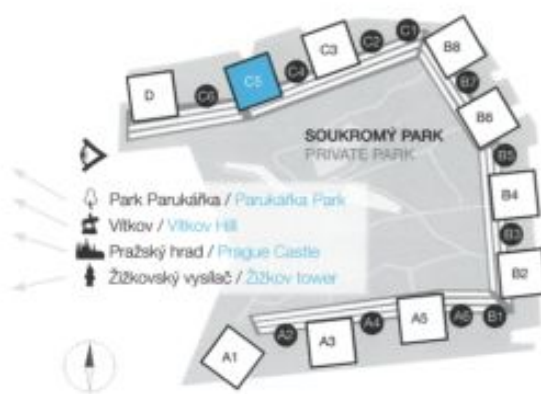 C1
C2
C3
B8
C4
C5
B7
D
C6
B6
SOUKROMÝ PARK
PRIVATE PARK
B5
Park Parukářka / Parukářka Park
B4
Vítkov / Vítkov Hill
B3
Pražský hrad / Prague Castle
B2
Žižkovský vysílač / Žižkov tower
A5
A6
B1
A4
A2
A3
A1